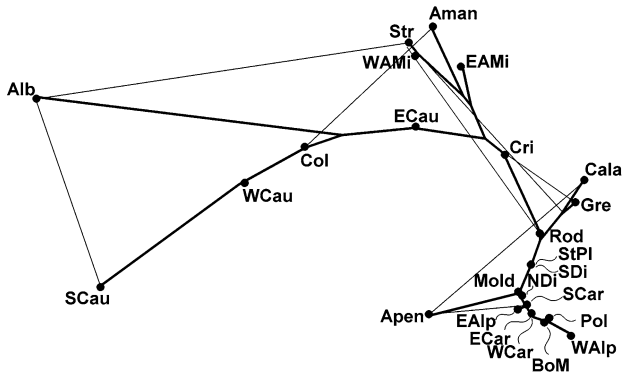 Aman
Str
WAMi
EAMi
Alb
ECau
Cri
Col
Cala
WCau
Gre
Rod
StPl
SDi
Mold
NDi
SCau
SCar
Apen
EAlp
Pol
ECar
WCar
WAlp
BoM